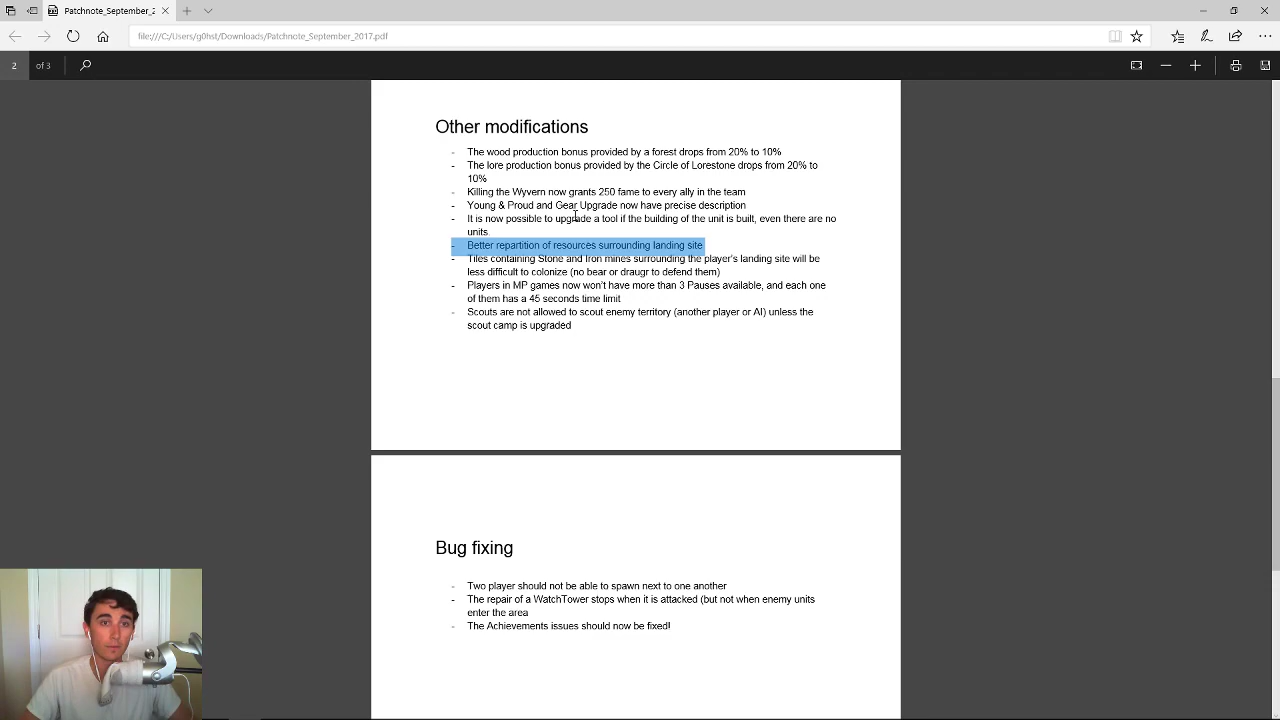 Patchnote_September_2
file:///C:/Users/g0hst/Downloads/Patchnote_September_2017.pdf
2 of 3
Other modifications
- The wood production bonus provided by a forest drops from 20% to 10%
- The lore production bonus provided by the Circle of Lorestone drops from 20% to
10%
- Killing the Wyvern now grants 250 fame to every ally in the team
- Young & Proud and Gear Upgrade now have precise description
- It is now possible to upgrade a tool if the building of the unit is built, even there are no
units
- Better repartition of resources surrounding landing site
- Tiles containing Stone and Iron mines surrounding the player's landing site will be
less difficult to colonize (no bear or draugr to defend them)
- Players in MP games now won't have more than 3 Pauses available, and each one
of them has a 45 seconds time limit
- Scouts are not allowed to scout enemy territory (another player or AI) unless the
scout camp is upgraded
Bug fixing
- Two player should not be able to spawn next to one another
- The repair of a WatchTower stops when it is attacked (but not when enemy units
enter the area
- The Achievements issues should now be fixed!